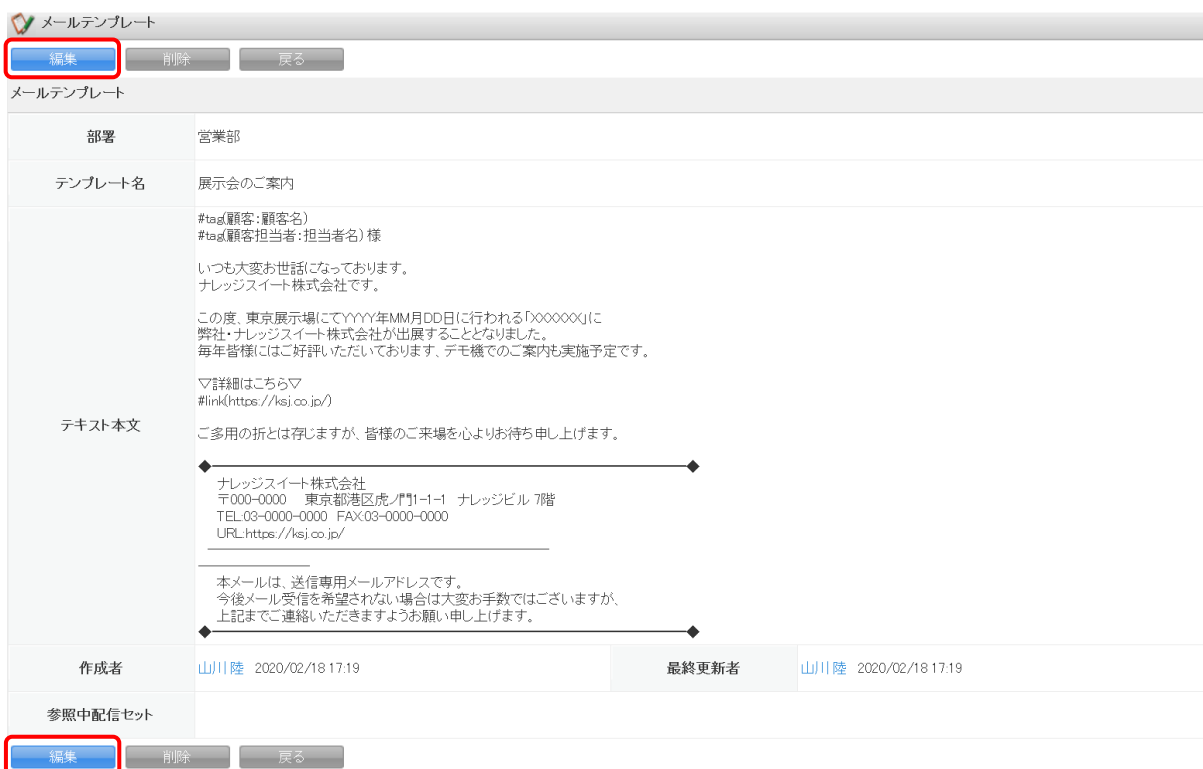 メールテンプレート
編集 削除 戻る
メールテンプレート
部署 営業部
テンプレート名 展示会のご案内
テキスト本文
#tag(顧客:顧客名)
#tag(顧客担当者:担当者名) 様
いつも大変お世話になっております。
ナレッジスイート株式会社です。
この度、東京展示場にてYYYY年MM月DD日に行われる「XXXXXX」に
弊社・ナレッジスイート株式会社が出展することとなりました。
毎年皆様にはご好評いただいております、デモ機でのご案内も実施予定です。
▽詳細はこちら▽
#link(https://ksj.co.jp/)
ご多用の折とは存じますが、皆様のご来場を心よりお待ち申し上げます。
◆―――――――――――――――――――――――――――――◆
ナレッジスイート株式会社
〒000-0000 東京都港区虎ノ門1-1-1 ナレッジビル 7階
TEL:03-0000-0000 FAX:03-0000-0000
URL:https://ksj.co.jp/
本メールは、送信専用メールアドレスです。
今後メール受信を希望されない場合は大変お手数ではございますが、
上記までご連絡いただきますようお願い申し上げます。
◆―――――――――――――――――――――――――――――◆
作成者 山川 陸 2020/02/18 17:19 最終更新者 山川 陸 2020/02/18 17:19
参照中配信セット
編集 削除 戻る